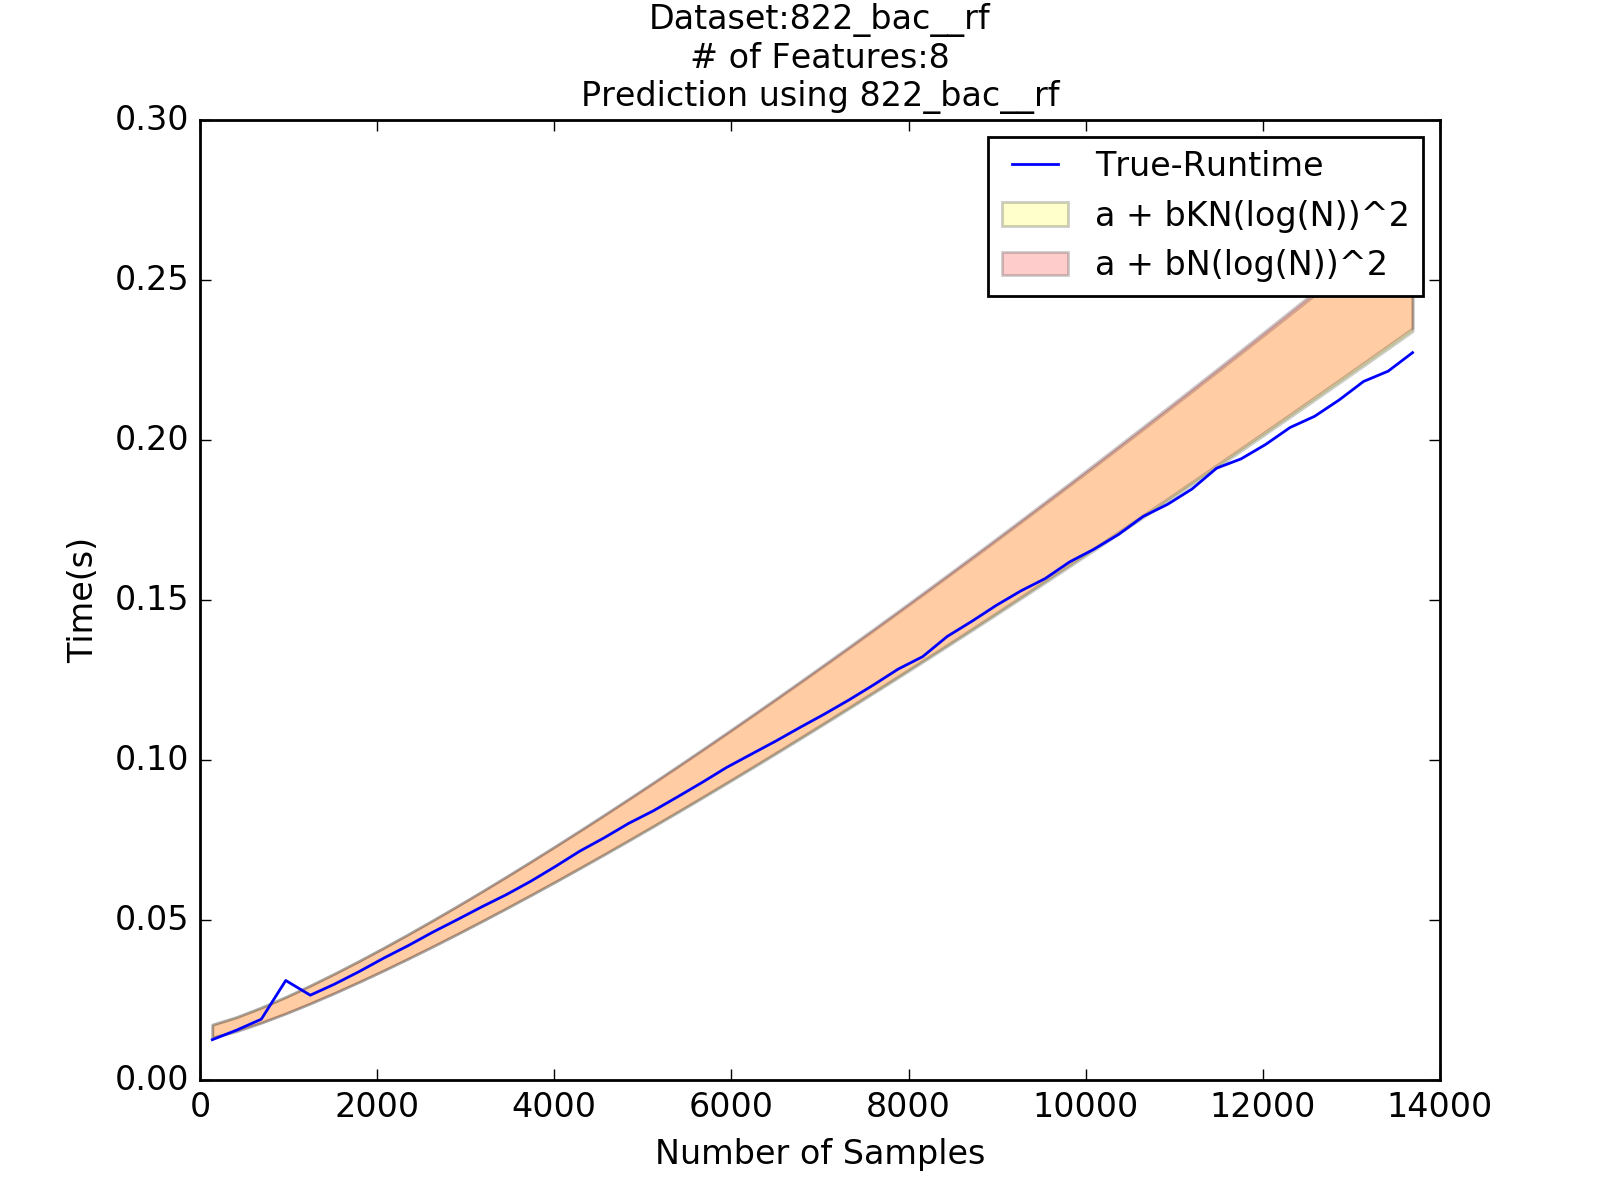 Dataset:822_bac__rf
# of Features:8
Prediction using 822_bac__rf
0.30
0.25
0.20
0.15
0.10
0.05
0.00
Time(s)
True-Runtime
a + bKN(log(N))^2
a + bN(log(N))^2
0 2000 4000 6000 8000 10000 12000 14000
Number of Samples